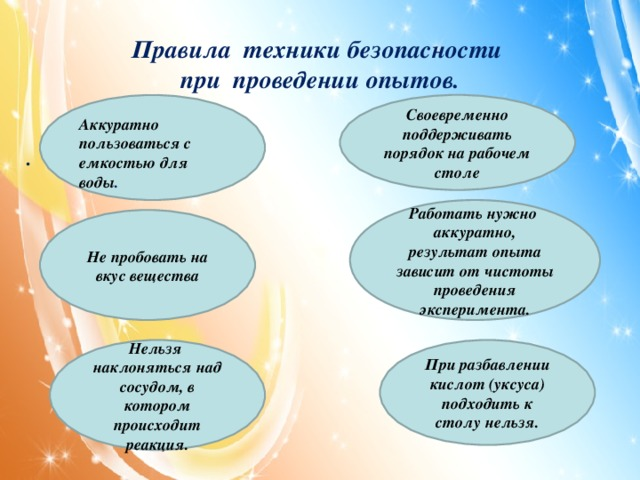 Правила техники безопасности
при проведении опытов.
Аккуратно
пользоваться с
емкостью для
воды.
Своевременно
поддерживать
порядок на рабочем
столе
.
Не пробовать на
вкус вещества
Работать нужно
аккуратно,
результат опыта
зависит от чистоты
проведения
эксперимента.
Нельзя
наклоняться над
сосудом, в
котором
происходит
реакция.
При разбавлении
кислот (уксуса)
подходить к
столу нельзя.